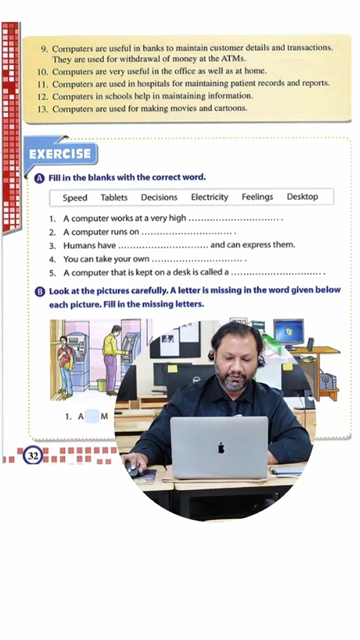 9. Computers are useful in banks to maintain customer details and transactions.
They are used for withdrawal of money at the ATMs.
10. Computers are very useful in the office as well as at home.
11. Computers are used in hospitals for maintaining patient records and reports.
12. Computers in schools help in maintaining information.
13. Computers are used for making movies and cartoons.
EXERCISE
A Fill in the blanks with the correct word.
Speed Tablets Decisions Electricity Feelings Desktop
1. A computer works at a very high ................................ .
2. A computer runs on ................................ .
3. Humans have ................................ and can express them.
4. You can take your own ................................ .
5. A computer that is kept on a desk is called a ................................ .
B Look at the pictures carefully. A letter is missing in the word given below
each picture. Fill in the missing letters.
1. A M
32